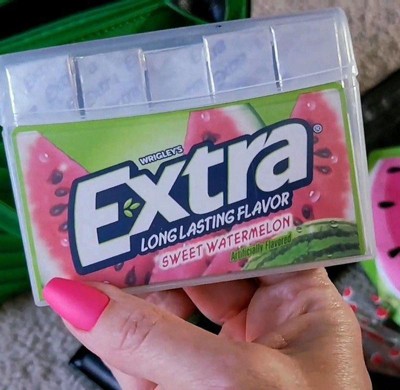 WRIGLEY'S
Extra®
LONG LASTING FLAVOR
SWEET WATERMELON
Artificially Flavored